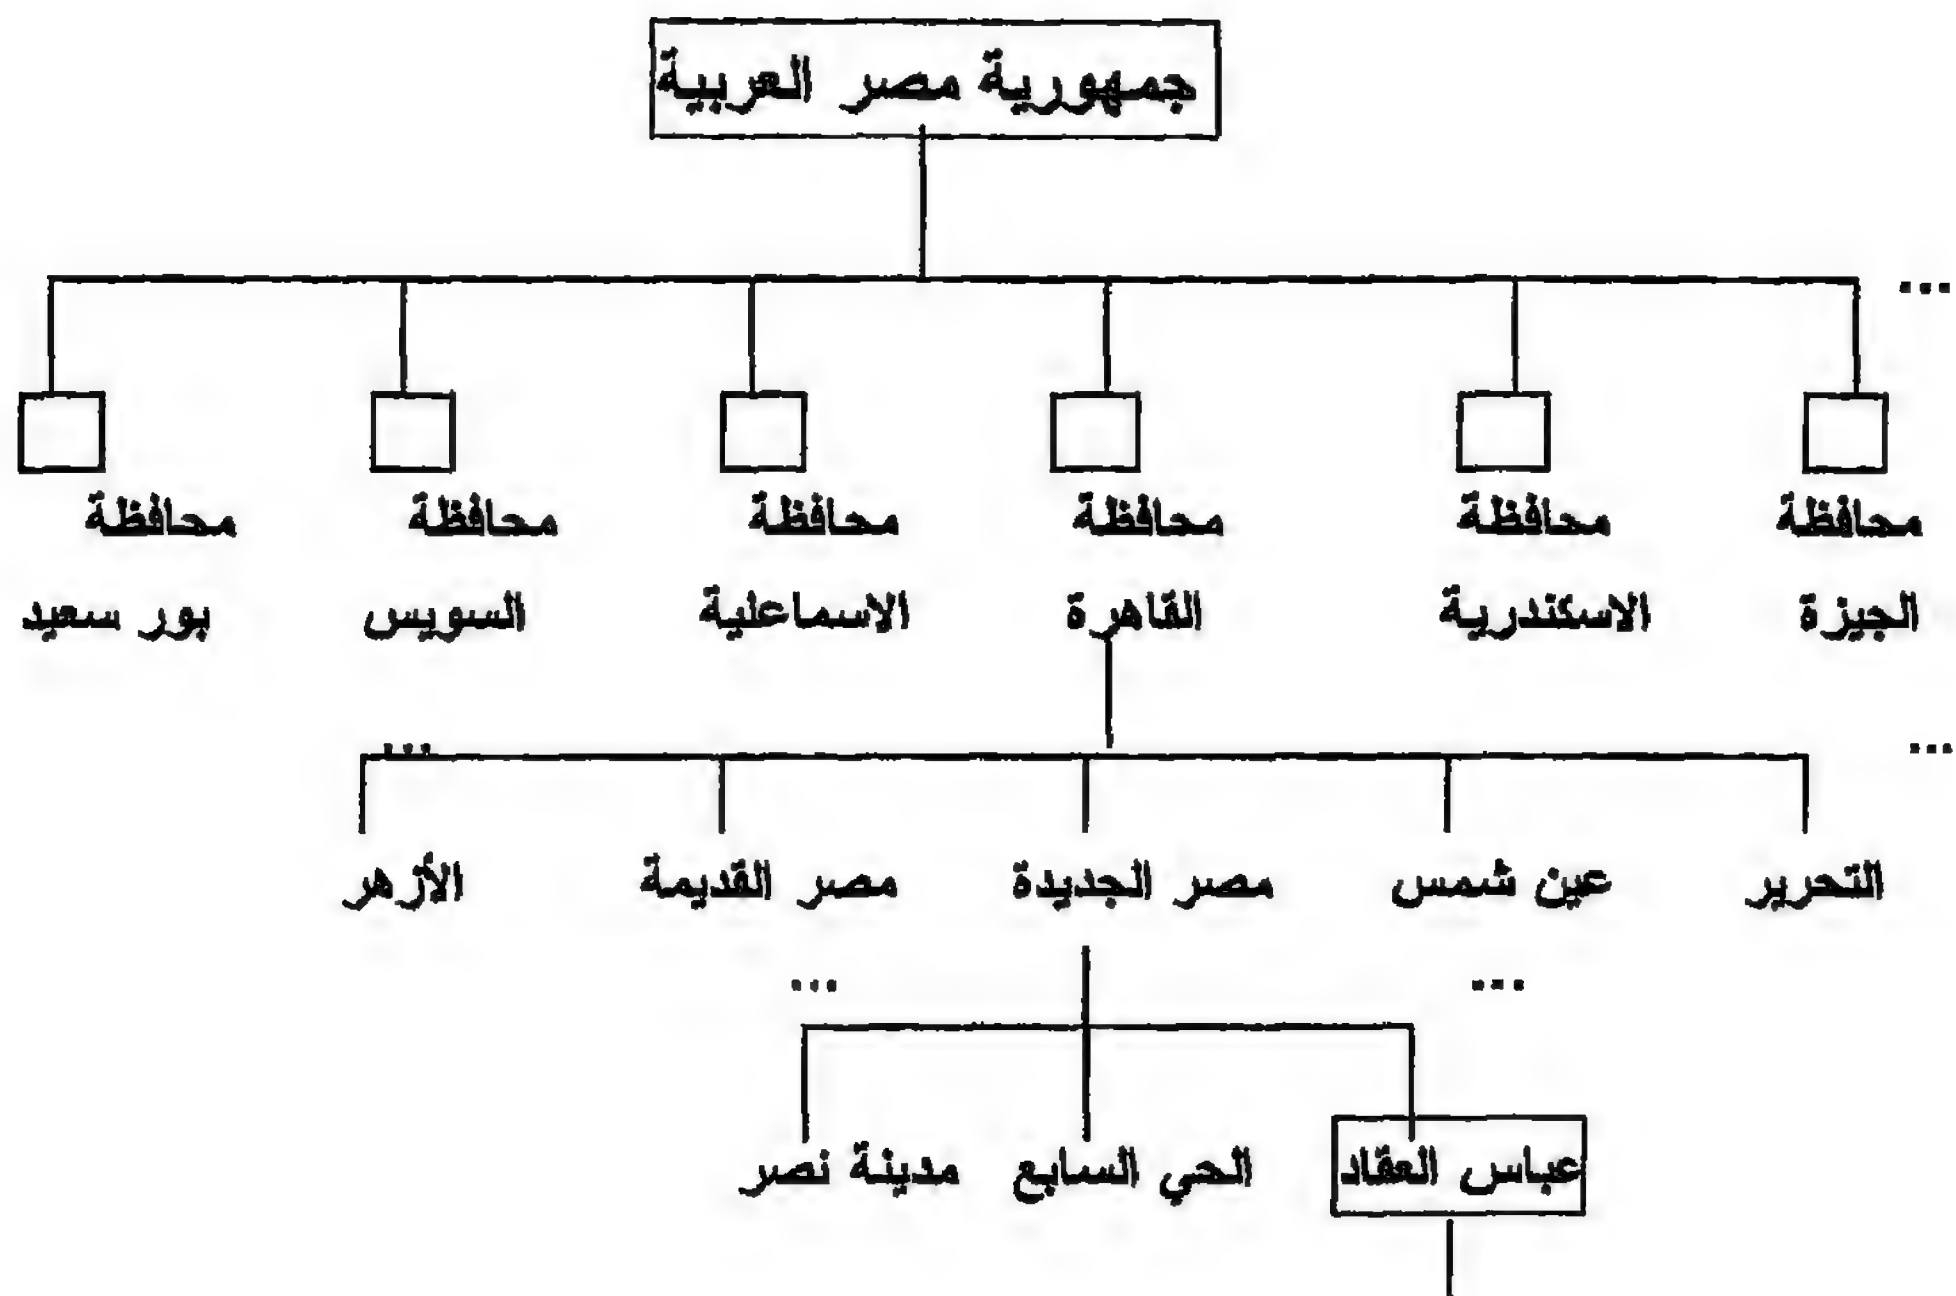 جمهورية مصر العربية
...
محافظة الجيزة
محافظة الاسكندرية
محافظة القاهرة
محافظة الاسماعلية
محافظة السويس
محافظة بور سعيد
...
...
التحرير
عين شمس
مصر الجديدة
مصر القديمة
الأزهر
...
...
عباس العقاد
الحي السابع
مدينة نصر